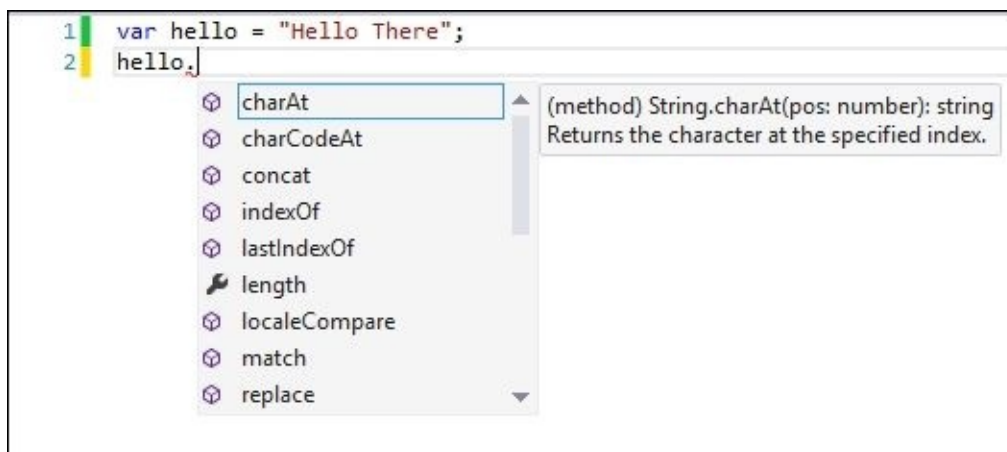 1 var hello = "Hello There";
2 hello.
charAt
(method) String.charAt(pos: number): string
Returns the character at the specified index.
charCodeAt
concat
indexOf
lastIndexOf
length
localeCompare
match
replace